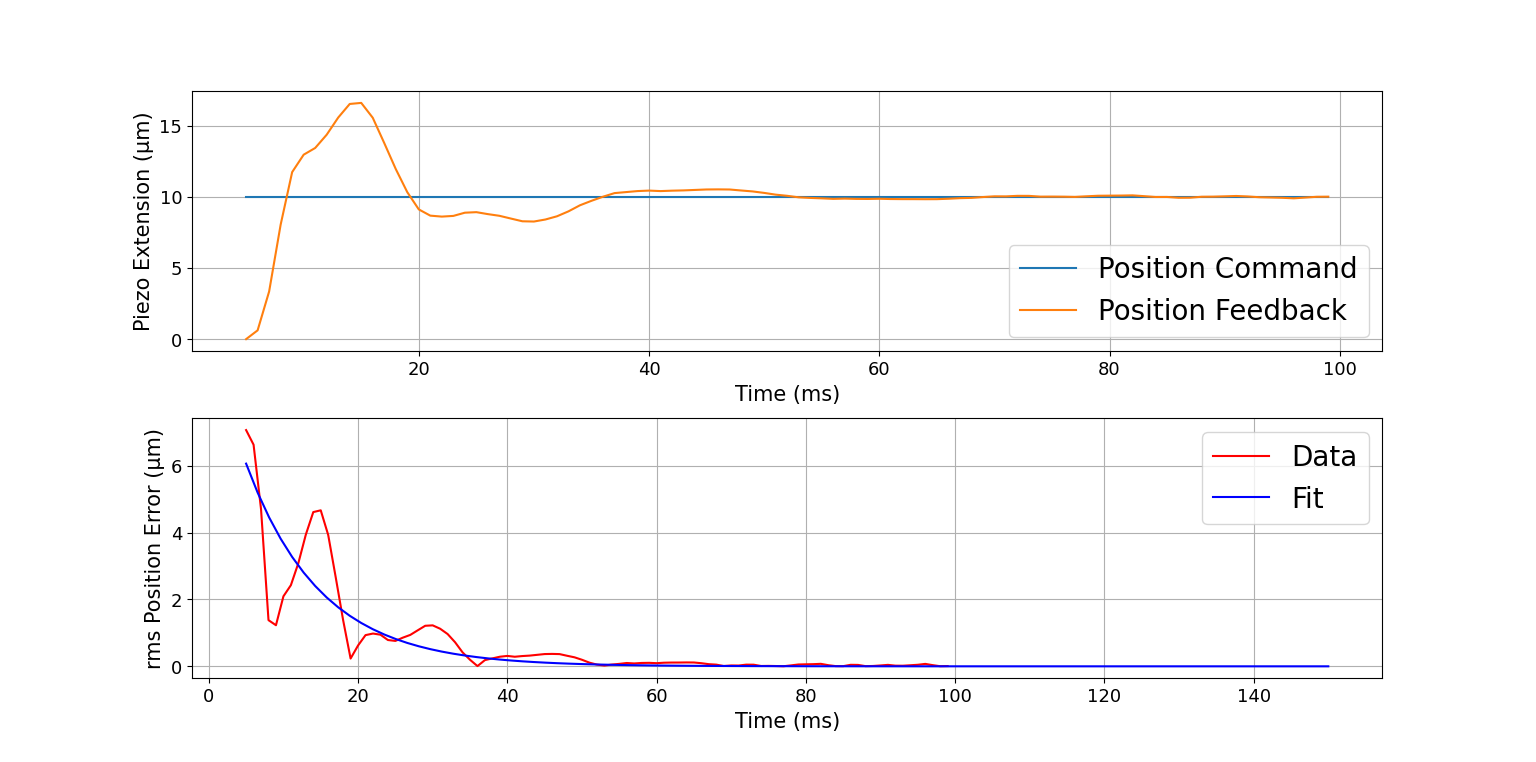 Piezo Extension (μm)
15
10
5
0
Position Command
Position Feedback
20
40
60
80
100
Time (ms)
rms Position Error (μm)
6
4
2
0
Data
Fit
0
20
40
60
80
100
120
140
Time (ms)